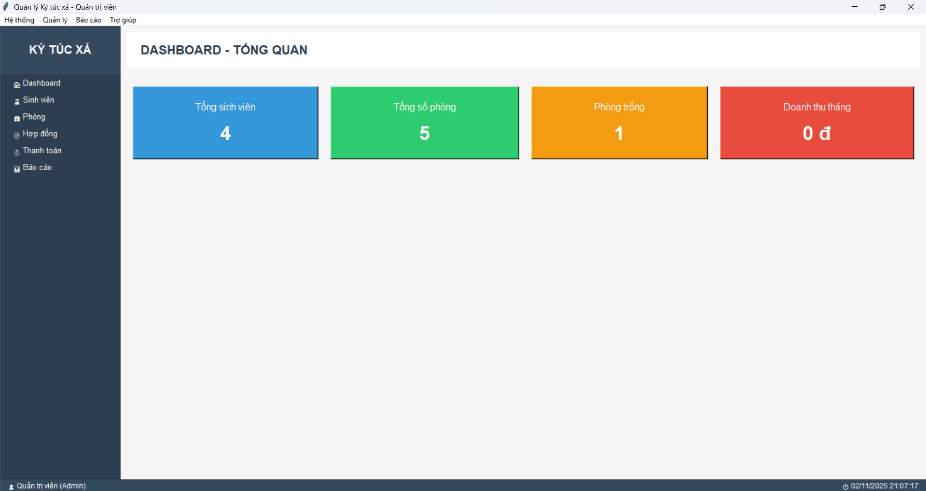 Quản lý Ký túc xá - Quản trị viên
Hệ thống Quản lý Báo cáo Trợ giúp
KÝ TÚC XÁ
DASHBOARD - TỔNG QUAN
Dashboard
Sinh viên
Phòng
Hợp đồng
Thanh toán
Báo cáo
Tổng sinh viên
4
Tổng số phòng
5
Phòng trống
1
Doanh thu tháng
0 đ
Quản trị viên (Admin)
02/11/2025 21:07:17